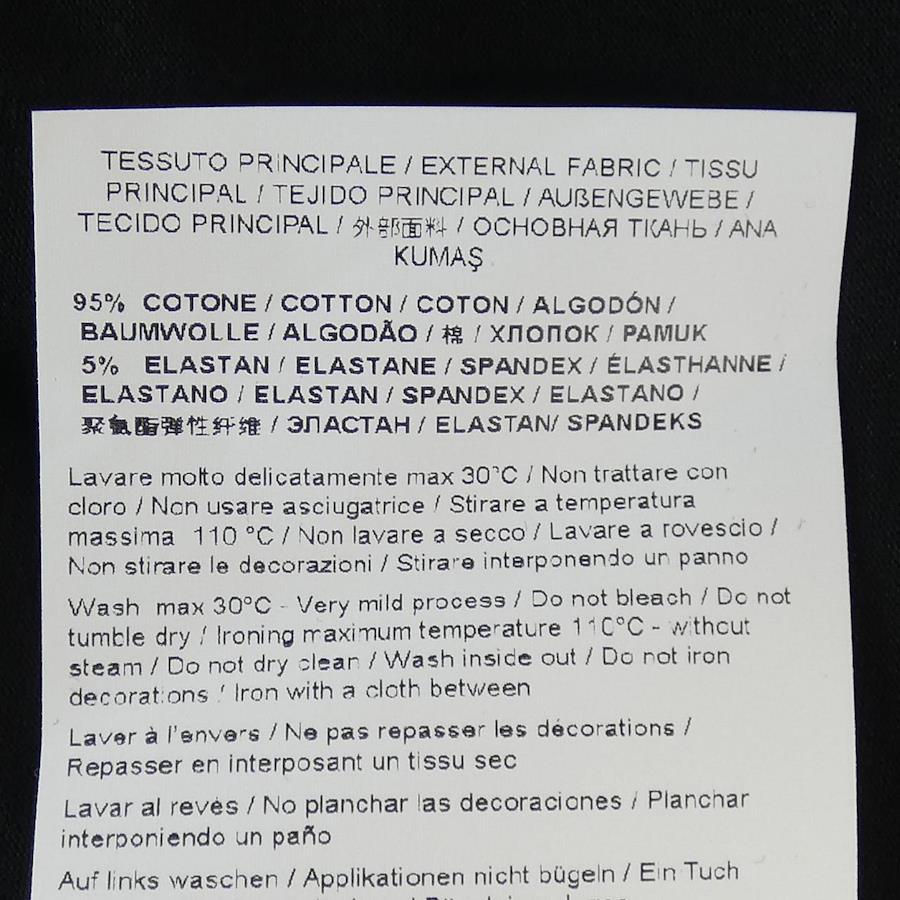 TESSUTO PRINCIPALE / EXTERNAL FABRIC / TISSU
PRINCIPAL / TEJIDO PRINCIPAL / AUßENGEWEBE /
TECIDO PRINCIPAL / 外部面料 / ОСНОВНАЯ ТКАНЬ / ANA
KUMAŞ
95% COTONE / COTTON / COTON / ALGODÓN /
BAUMWOLLE / ALGODÃO / 棉 / ХЛОПОК / PAMUK
5% ELASTAN / ELASTANE / SPANDEX / ÉLASTHANNE /
ELASTANO / ELASTAN / SPANDEX / ELASTANO /
聚氨酯弹性纤维 / ЭЛАСТАН / ELASTAN/ SPANDEKS
Lavare molto delicatamente max 30°C / Non trattare con
cloro / Non usare asciugatrice / Stirare a temperatura
massima 110 °C / Non lavare a secco / Lavare a rovescio /
Non stirare le decorazioni / Stirare interponendo un panno
Wash max 30°C - Very mild process / Do not bleach / Do not
tumble dry / Ironing maximum temperature 110°C - without
steam / Do not dry clean / Wash inside out / Do not iron
decorations / Iron with a cloth between
Laver à l'envers / Ne pas repasser les décorations /
Repasser en interposant un tissu sec
Lavar al revés / No planchar las decoraciones / Planchar
interponiendo un paño
Auf links waschen / Applikationen nicht bügeln / Ein Tuch